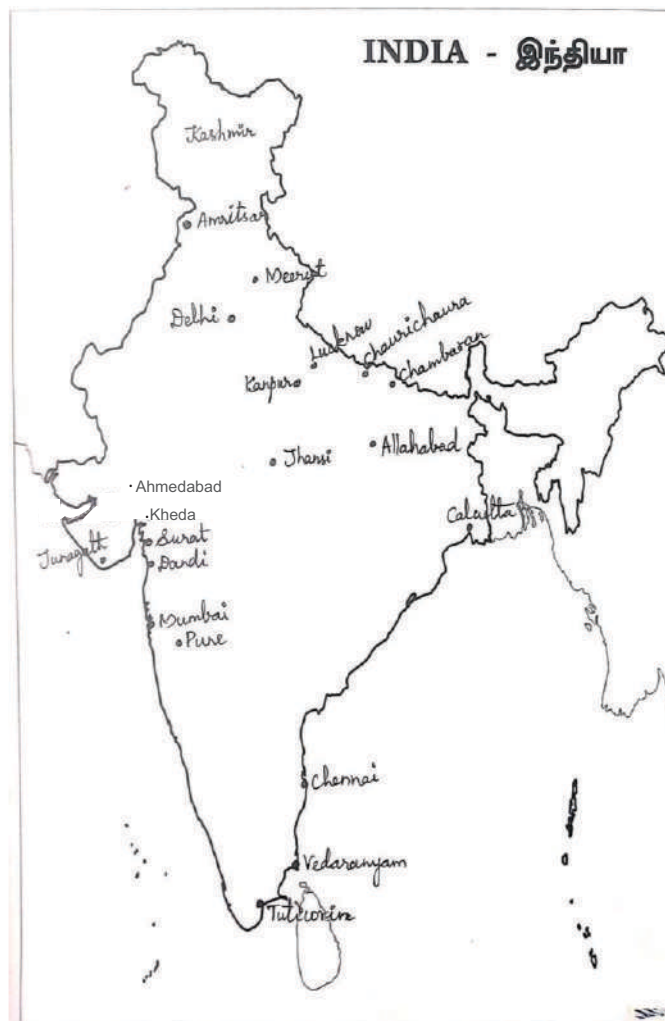 INDIA - இந்தியா
Kashmir
Amritsar
Meerut
Delhi
Lucknow
Chaurichaura
Chambaran
Kanpur
Allahabad
Jhansi
Ahmedabad
Kheda
Calcutta
Surat
Junagath
Dandi
Mumbai
Pune
Chennai
Vedaranyam
Tuticorin